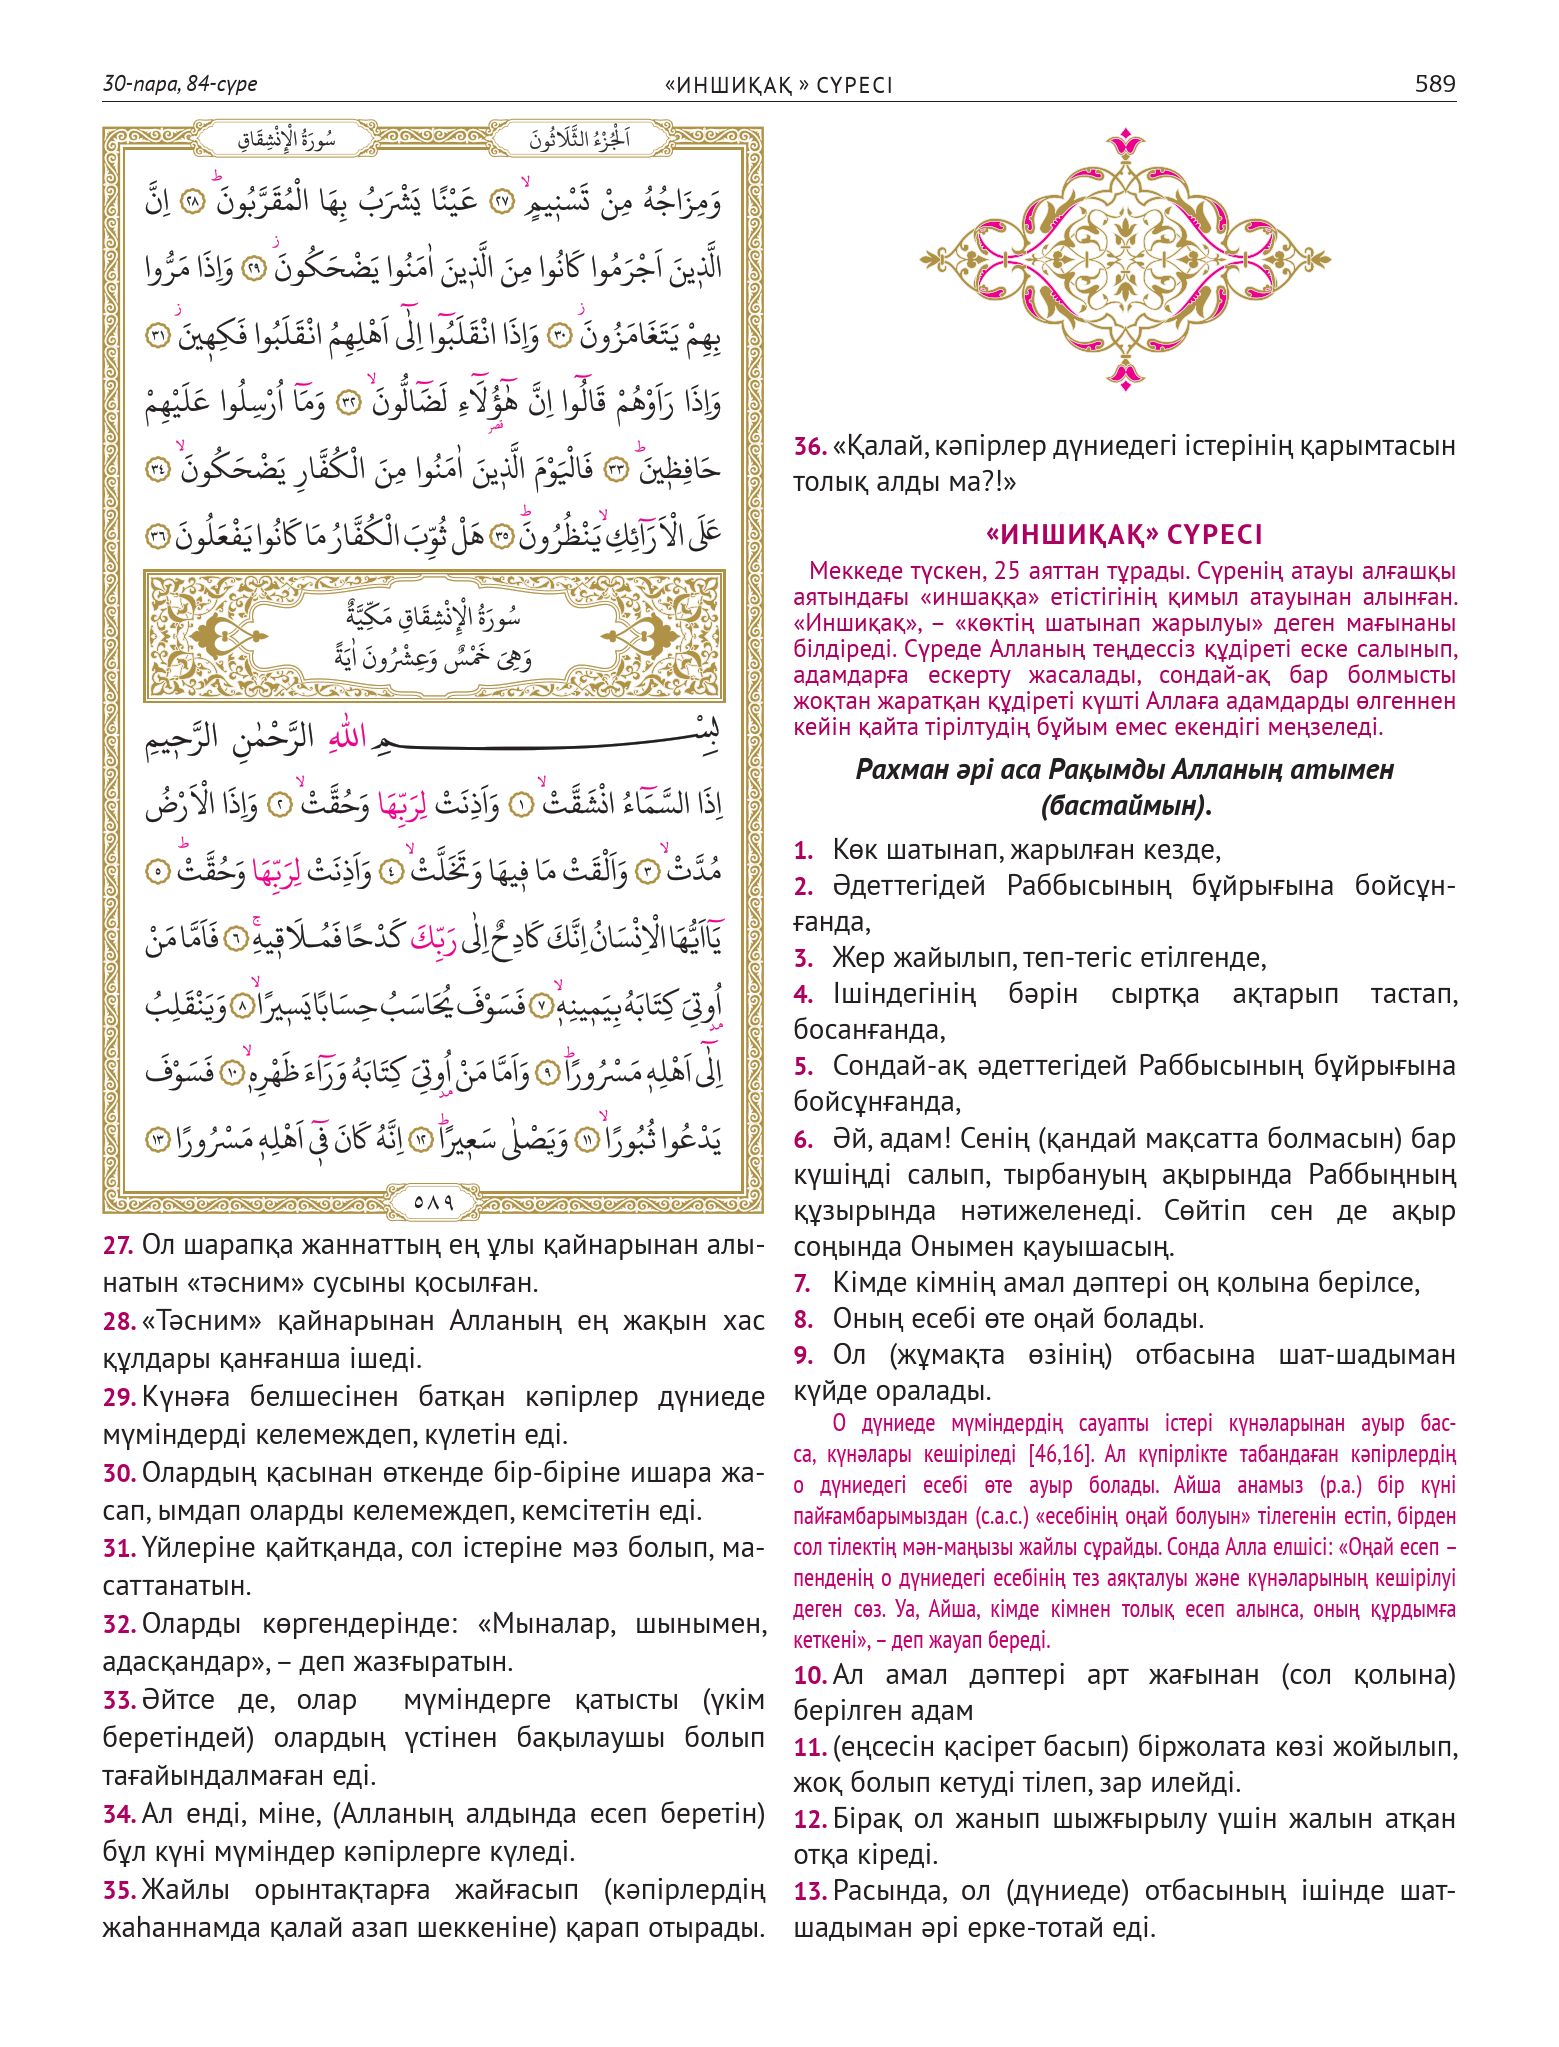 30-пара, 84-сүре
«ИНШИҚАҚ » СҮРЕСІ
589
سُورَةُ الْاِنْشِقَاقِ
اَلْجُزْءُ الثَّلَاثُونَ
وَمِزَاجُهُ مِنْ تَسْنٖيمٍۙ ﴿٢٧﴾ عَيْنًا يَشْرَبُ بِهَا الْمُقَرَّبُونَۜ ﴿٢٨﴾ اِنَّ
الَّذٖينَ اَجْرَمُوا كَانُوا مِنَ الَّذٖينَ اٰمَنُوا يَضْحَكُونَؗ ﴿٢٩﴾ وَاِذَا مَرُّوا
بِهِمْ يَتَغَامَزُونَؗ ﴿٣٠﴾ وَاِذَا انْقَلَبُٓوا اِلٰٓى اَهْلِهِمُ انْقَلَبُوا فَكِهٖينَؗ ﴿٣١﴾
وَاِذَا رَاَوْهُمْ قَالُٓوا اِنَّ هٰٓؤُ۬لَٓاءِ لَضَٓالُّونَۙ ﴿٣٢﴾ وَمَٓا اُرْسِلُوا عَلَيْهِمْ
حَافِظٖينَۜ ﴿٣٣﴾ فَالْيَوْمَ الَّذٖينَ اٰمَنُوا مِنَ الْكُفَّارِ يَضْحَكُونَۙ ﴿٣٤﴾
عَلَى الْاَرَٓائِكِۙ يَنْظُرُونَۜ ﴿٣٥﴾ هَلْ ثُوِّبَ الْكُفَّارُ مَا كَانُوا يَفْعَلُونَ ﴿٣٦﴾
سُورَةُ الْاِنْشِقَاقِ مَكِّيَّةٌ
وَهِيَ خَمْسٌ وَعِشْرُونَ اٰيَةً
بِسْمِ اللّٰهِ الرَّحْمٰنِ الرَّحٖيمِ
اِذَا السَّمَٓاءُ انْشَقَّتْۙ ﴿١﴾ وَاَذِنَتْ لِرَبِّهَا وَحُقَّتْۙ ﴿٢﴾ وَاِذَا الْاَرْضُ
مُدَّتْۙ ﴿٣﴾ وَاَلْقَتْ مَا فٖيهَا وَتَخَلَّتْۙ ﴿٤﴾ وَاَذِنَتْ لِرَبِّهَا وَحُقَّتْۜ ﴿٥﴾
يَٓا اَيُّهَا الْاِنْسَانُ اِنَّكَ كَادِحٌ اِلٰى رَبِّكَ كَدْحًا فَمُلَاقٖيهِۚ ﴿٦﴾ فَاَمَّا مَنْ
اُو۫تِيَ كِتَابَهُ بِيَمٖينِهٖۙ ﴿٧﴾ فَسَوْفَ يُحَاسَبُ حِسَابًا يَسٖيرًاۙ ﴿٨﴾ وَيَنْقَلِبُ
اِلٰٓى اَهْلِهٖ مَسْرُورًاۜ ﴿٩﴾ وَاَمَّا مَنْ اُو۫تِيَ كِتَابَهُ وَرَٓاءَ ظَهْرِهٖۙ ﴿١٠﴾ فَسَوْفَ
يَدْعُوا ثُبُورًاۙ ﴿١١﴾ وَيَصْلٰى سَعٖيرًاۜ ﴿١٢﴾ اِنَّهُ كَانَ فٖٓي اَهْلِهٖ مَسْرُورًا ﴿١٣﴾
٥٨٩
27. Ол шарапқа жаннаттың ең ұлы қайнарынан алы-
натын «тәсним» сусыны қосылған.
28. «Тәсним» қайнарынан Алланың ең жақын хас
құлдары қанғанша ішеді.
29. Күнәға белшесінен батқан кәпірлер дүниеде
мүміндерді келемеждеп, күлетін еді.
30. Олардың қасынан өткенде бір-біріне ишара жа-
сап, ымдап оларды келемеждеп, кемсітетін еді.
31. Үйлеріне қайтқанда, сол істеріне мәз болып, ма-
саттанатын.
32. Оларды көргендерінде: «Мыналар, шынымен,
адасқандар», – деп жазғыратын.
33. Әйтсе де, олар мүміндерге қатысты (үкім
беретіндей) олардың үстінен бақылаушы болып
тағайындалмаған еді.
34. Ал енді, міне, (Алланың алдында есеп беретін)
бұл күні мүміндер кәпірлерге күледі.
35. Жайлы орынтақтарға жайғасып (кәпірлердің
жаһаннамда қалай азап шеккеніне) қарап отырады.
36. «Қалай, кәпірлер дүниедегі істерінің қарымтасын
толық алды ма?!»
«ИНШИҚАҚ» СҮРЕСІ
Меккеде түскен, 25 аяттан тұрады. Сүренің атауы алғашқы
аятындағы «иншаққа» етістігінің қимыл атауынан алынған.
«Иншиқақ», – «көктің шатынап жарылуы» деген мағынаны
білдіреді. Сүреде Алланың теңдессіз құдіреті еске салынып,
адамдарға ескерту жасалады, сондай-ақ бар болмысты
жоқтан жаратқан құдіреті күшті Аллаға адамдарды өлгеннен
кейін қайта тірілтудің бұйым емес екендігі меңзеледі.
Рахман әрі аса Рақымды Алланың атымен
(бастаймын).
1. Көк шатынап, жарылған кезде,
2. Әдеттегідей Раббысының бұйрығына бойсұн-
ғанда,
3. Жер жайылып, теп-тегіс етілгенде,
4. Ішіндегінің бәрін сыртқа ақтарып тастап,
босанғанда,
5. Сондай-ақ әдеттегідей Раббысының бұйрығына
бойсұнғанда,
6. Әй, адам! Сенің (қандай мақсатта болмасын) бар
күшіңді салып, тырбануың ақырында Раббыңның
құзырында нәтижеленеді. Сөйтіп сен де ақыр
соңында Онымен қауышасың.
7. Кімде кімнің амал дәптері оң қолына берілсе,
8. Оның есебі өте оңай болады.
9. Ол (жұмақта өзінің) отбасына шат-шадыман
күйде оралады.
О дүниеде мүміндердің сауапты істері күнәларынан ауыр бас-
са, күнәлары кешіріледі [46,16]. Ал күпірлікте табандаған кәпірлердің
о дүниедегі есебі өте ауыр болады. Айша анамыз (р.а.) бір күні
пайғамбарымыздан (с.а.с.) «есебінің оңай болуын» тілегенін естіп, бірден
сол тілектің мән-маңызы жайлы сұрайды. Сонда Алла елшісі: «Оңай есеп –
пенденің о дүниедегі есебінің тез аяқталуы және күнәларының кешірілуі
деген сөз. Уа, Айша, кімде кімнен толық есеп алынса, оның құрдымға
кеткені», – деп жауап береді.
10. Ал амал дәптері арт жағынан (сол қолына)
берілген адам
11. (еңсесін қасірет басып) біржолата көзі жойылып,
жоқ болып кетуді тілеп, зар илейді.
12. Бірақ ол жанып шыжғырылу үшін жалын атқан
отқа кіреді.
13. Расында, ол (дүниеде) отбасының ішінде шат-
шадыман әрі ерке-тотай еді.